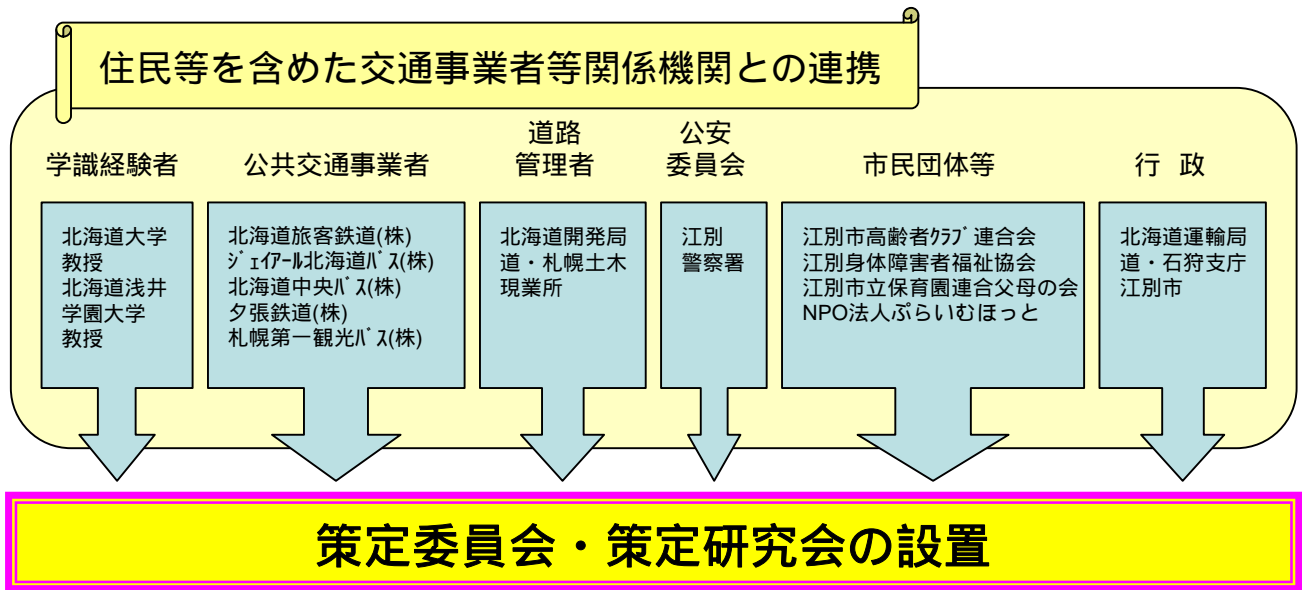 住民等を含めた交通事業者等関係機関との連携
学識経験者
北海道大学
教授
北海道浅井
学園大学
教授
公共交通事業者
北海道旅客鉄道(株)
ｼﾞｪｲｱｰﾙ北海道ﾊﾞｽ(株)
北海道中央ﾊﾞｽ(株)
夕張鉄道(株)
札幌第一観光ﾊﾞｽ(株)
道路
管理者
北海道開発局
道・札幌土木
現業所
公安
委員会
江別
警察署
市民団体等
江別市高齢者ｸﾗﾌﾞ連合会
江別身体障害者福祉協会
江別市立保育園連合父母の会
NPO法人ぷらいむほっと
行 政
北海道運輸局
道・石狩支庁
江別市
策定委員会・策定研究会の設置